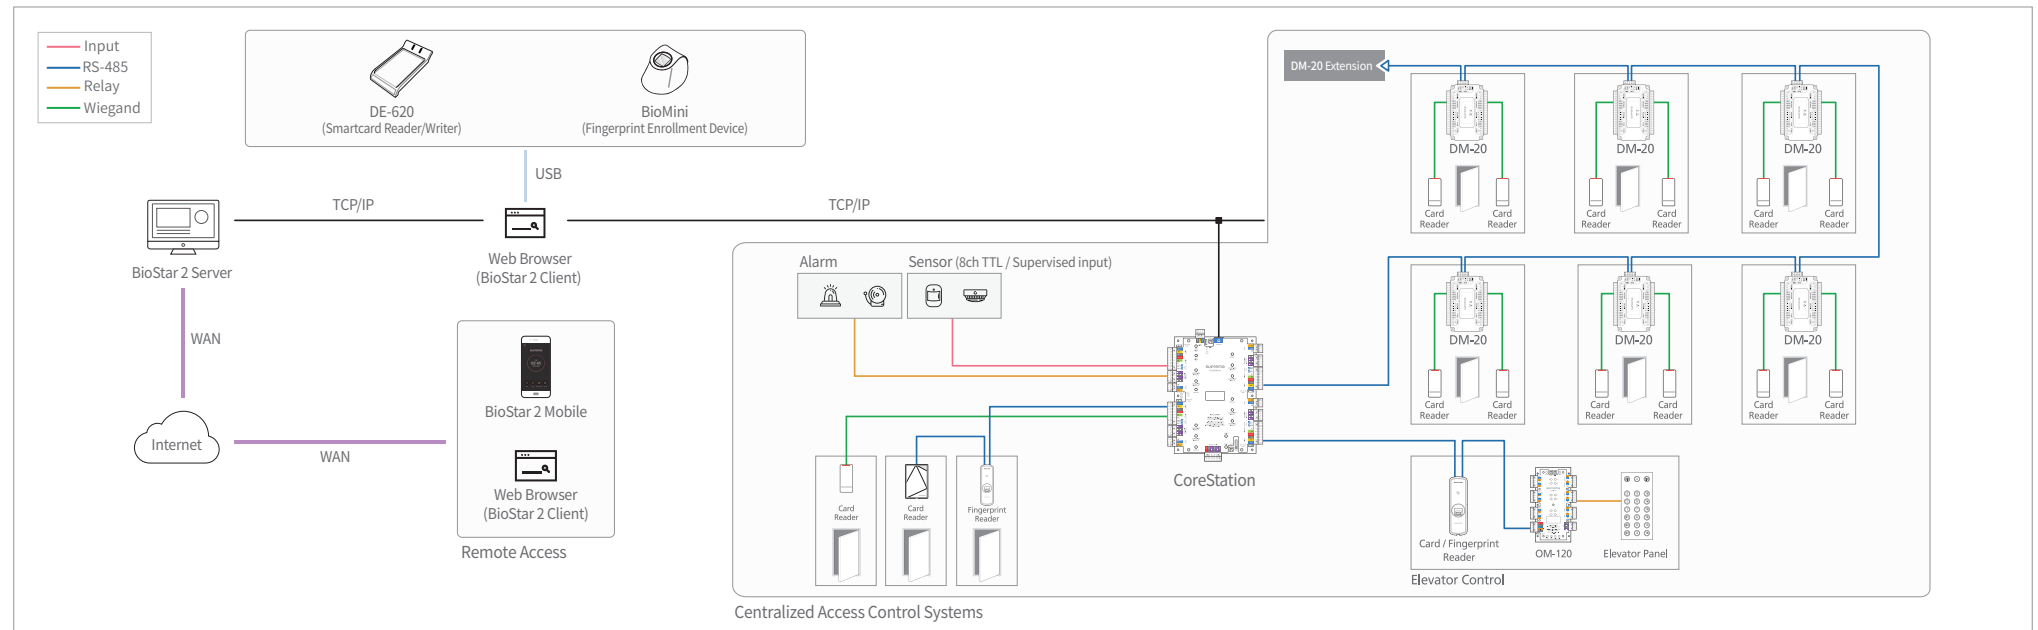 Input
RS-485
Relay
Wiegand
DE-620
(Smartcard Reader/Writer)
BioMini
(Fingerprint Enrollment Device)
USB
TCP/IP
TCP/IP
BioStar 2 Server
Web Browser
(BioStar 2 Client)
WAN
Internet
WAN
BioStar 2 Mobile
Web Browser
(BioStar 2 Client)
Remote Access
Alarm
Sensor (8ch TTL / Supervised input)
CoreStation
Card
Reader
Card
Reader
Fingerprint
Reader
Centralized Access Control Systems
DM-20 Extension
DM-20
Card
Reader
Card
Reader
DM-20
Card
Reader
Card
Reader
DM-20
Card
Reader
Card
Reader
DM-20
Card
Reader
Card
Reader
DM-20
Card
Reader
Card
Reader
DM-20
Card
Reader
Card
Reader
Card / Fingerprint
Reader
OM-120
Elevator Panel
Elevator Control